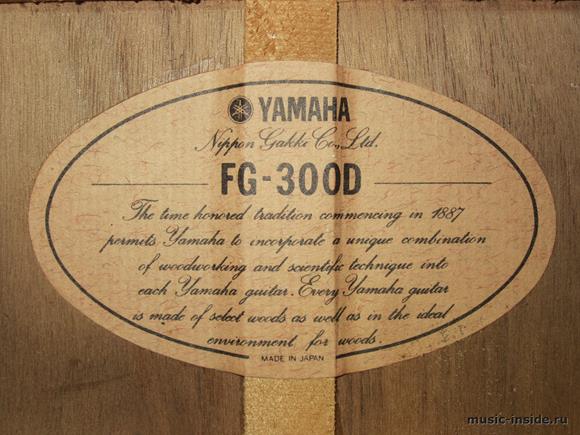 YAMAHA
Nippon Gakki Co., Ltd.
FG-300D
The time honored tradition commencing in 1887
permits Yamaha to incorporate a unique combination
of woodworking and scientific technique into
each Yamaha guitar. Every Yamaha guitar
is made of select woods as well as in the ideal
environment for woods.
MADE IN JAPAN
music-inside.ru